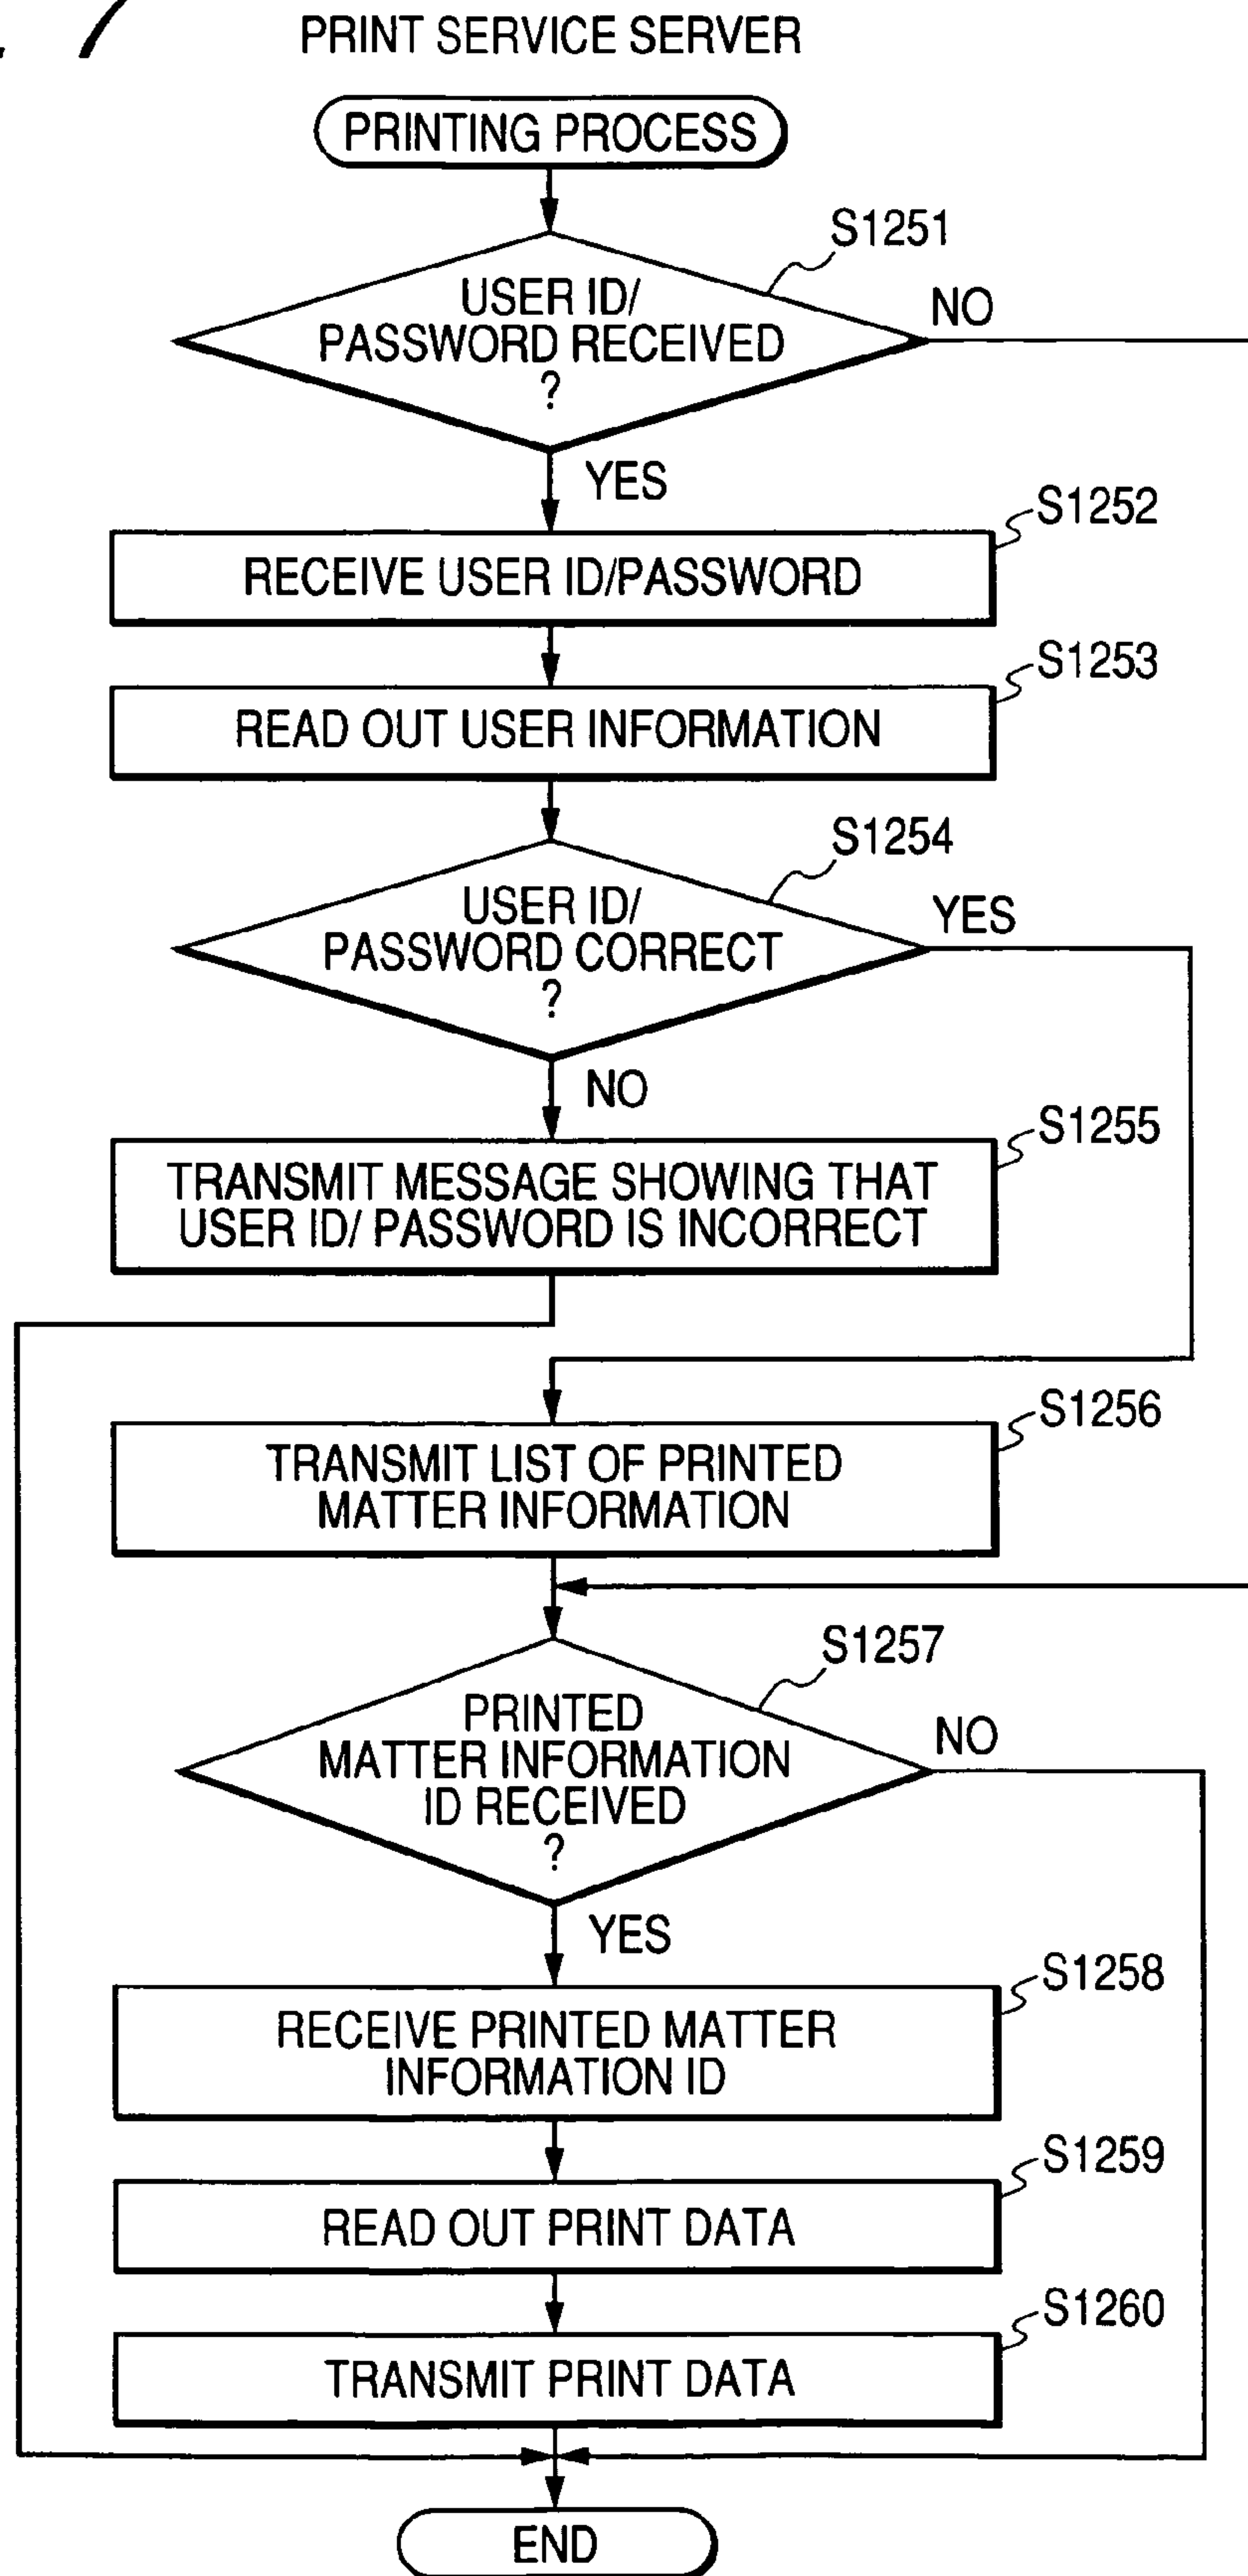 7
PRINT SERVICE SERVER
PRINTING PROCESS
S1251
USER ID/
PASSWORD RECEIVED
?
NO
YES
S1252
RECEIVE USER ID/PASSWORD
S1253
READ OUT USER INFORMATION
S1254
USER ID/
PASSWORD CORRECT
?
YES
NO
S1255
TRANSMIT MESSAGE SHOWING THAT
USER ID/ PASSWORD IS INCORRECT
S1256
TRANSMIT LIST OF PRINTED
MATTER INFORMATION
S1257
PRINTED
MATTER INFORMATION
ID RECEIVED
?
NO
YES
S1258
RECEIVE PRINTED MATTER
INFORMATION ID
S1259
READ OUT PRINT DATA
S1260
TRANSMIT PRINT DATA
END